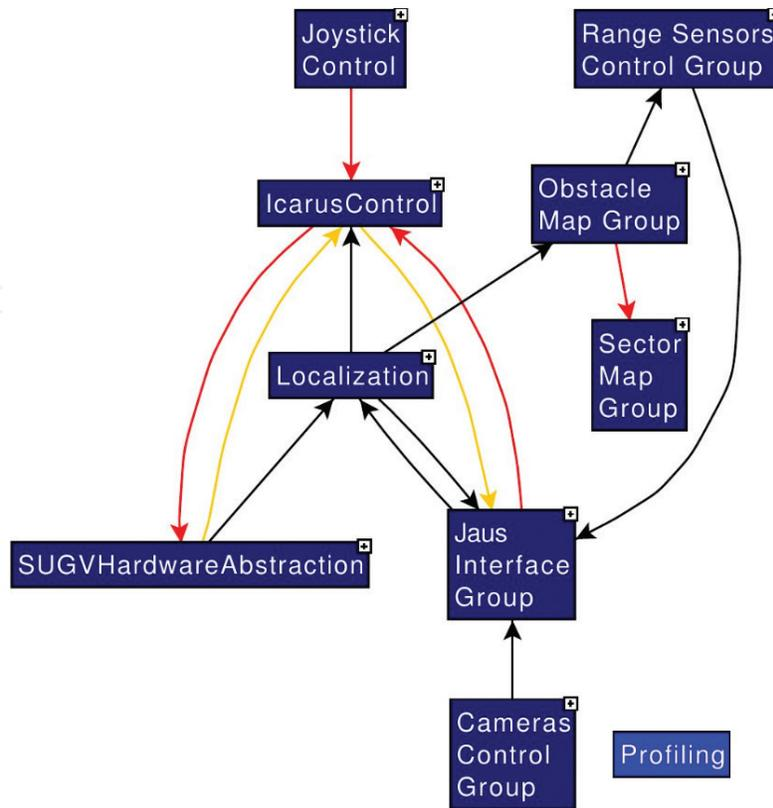 Joystick
Control
Range Sensors
Control Group
IcarusControl
Obstacle
Map Group
Localization
Sector
Map
Group
SUGVHardwareAbstraction
Jaus
Interface
Group
Cameras
Control
Group
Profiling